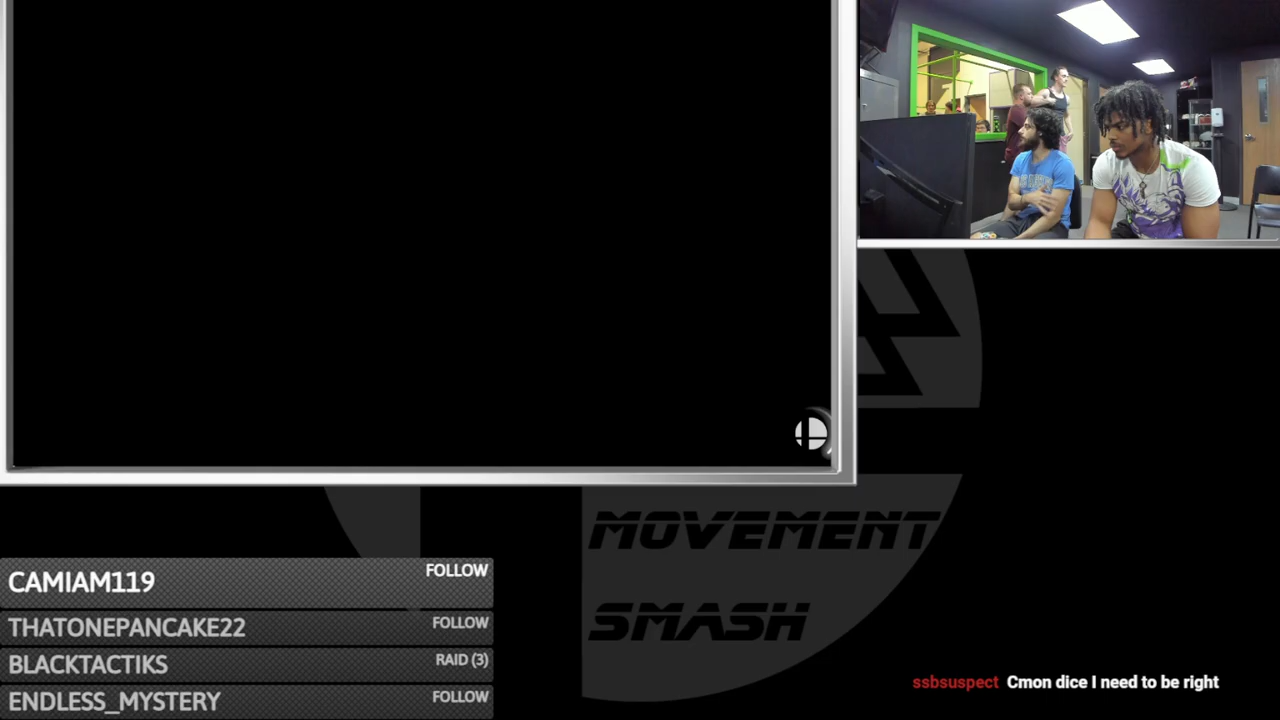 MOVEMENT
SMASH
CAMIAM119 FOLLOW
THATONEPANCAKE22 FOLLOW
BLACKTACTIKS RAID (3)
ENDLESS_MYSTERY FOLLOW
ssbsuspect Cmon dice I need to be right